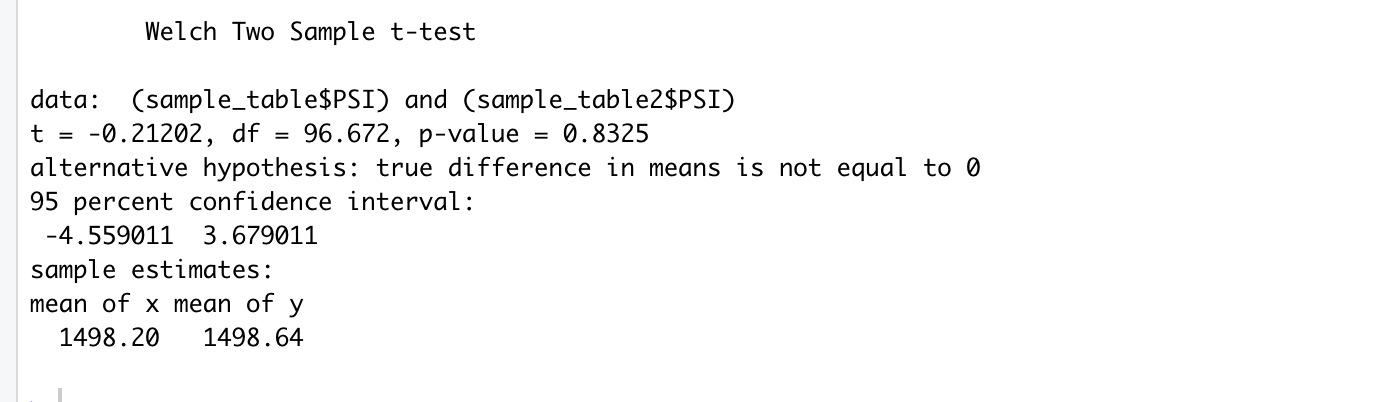 Welch Two Sample t-test
data:  (sample_table$PSI) and (sample_table2$PSI)
t = -0.21202, df = 96.672, p-value = 0.8325
alternative hypothesis: true difference in means is not equal to 0
95 percent confidence interval:
-4.559011  3.679011
sample estimates:
mean of x mean of y
1498.20   1498.64